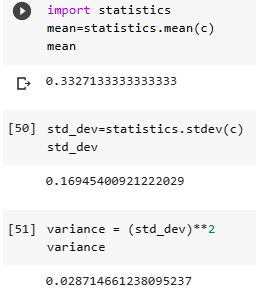 import statistics
mean=statistics.mean(c)
mean
0.3327133333333333
[50] std_dev=statistics.stdev(c)
std_dev
0.16945400921222029
[51] variance = (std_dev)**2
variance
0.028714661238095237